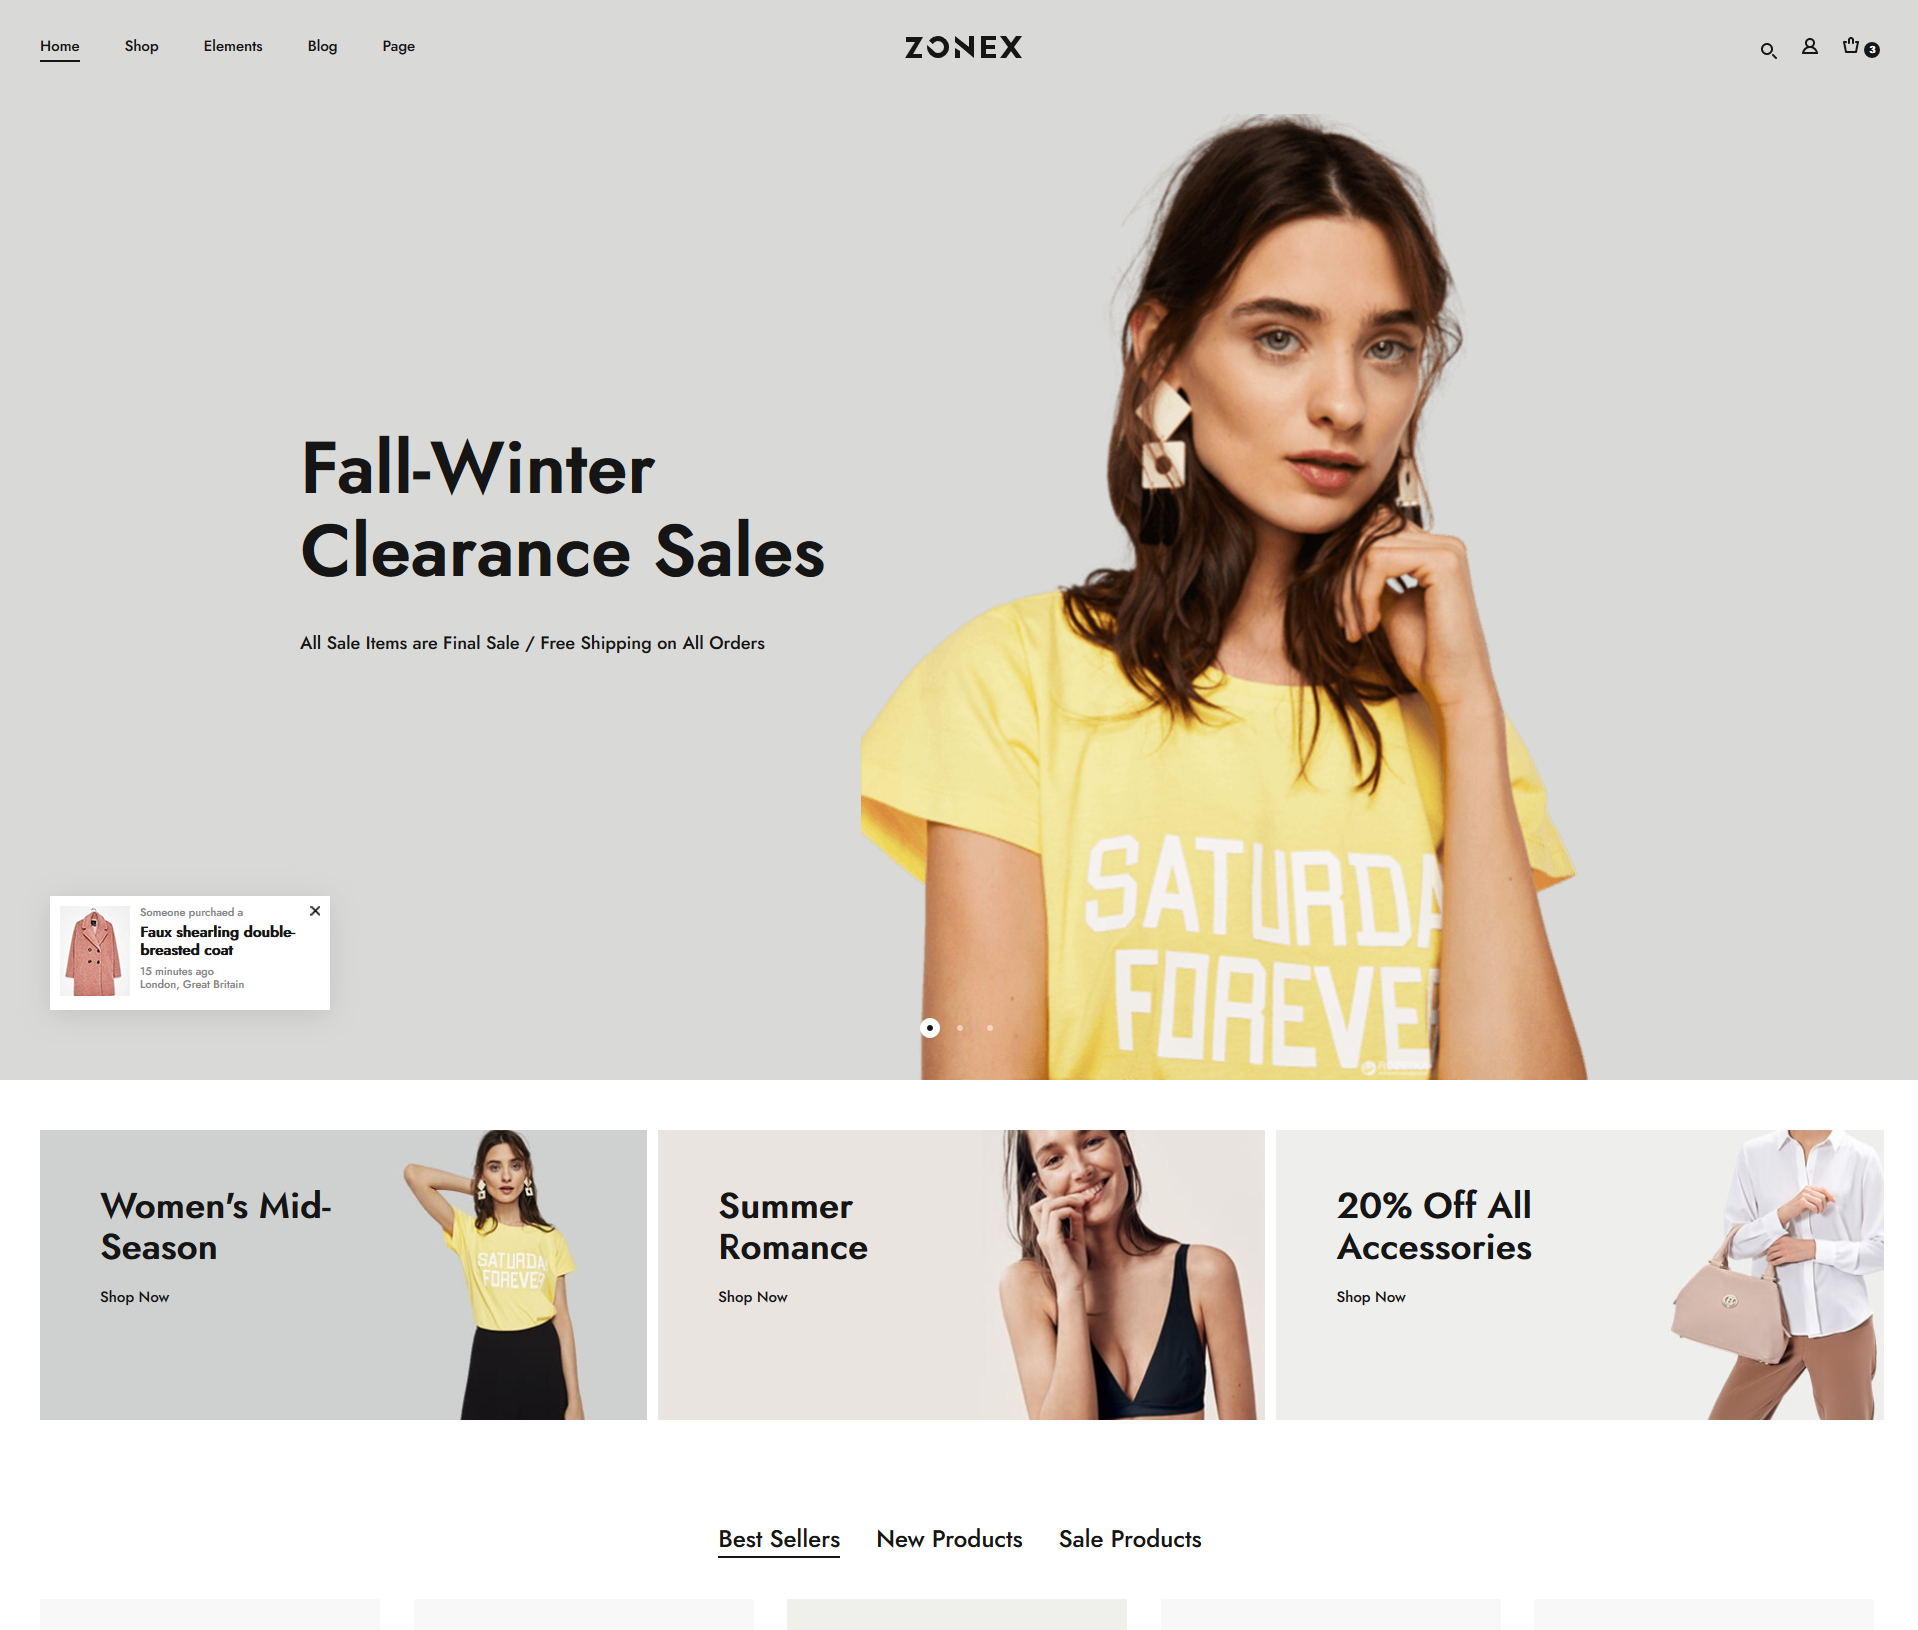 Home
Shop
Elements
Blog
Page
ZONEX
3
Fall-Winter
Clearance Sales
All Sale Items are Final Sale / Free Shipping on All Orders
SATURDA
FOREVE
Someone purchaed a
Faux shearling double-
breasted coat
15 minutes ago
London, Great Britain
Women's Mid-
Season
Shop Now
SATURDA
FOREVER
Summer
Romance
Shop Now
20% Off All
Accessories
Shop Now
Best Sellers
New Products
Sale Products